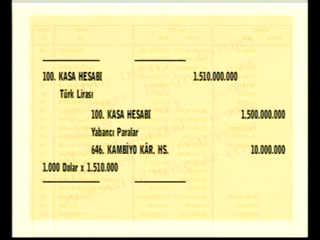 100. KASA HESABI 1.510.000.000
Türk Lirası
100. KASA HESABI 1.500.000.000
Yabancı Paralar
646. KAMBİYO KÂR. HS. 10.000.000
1.000 Dolar x 1.510.000